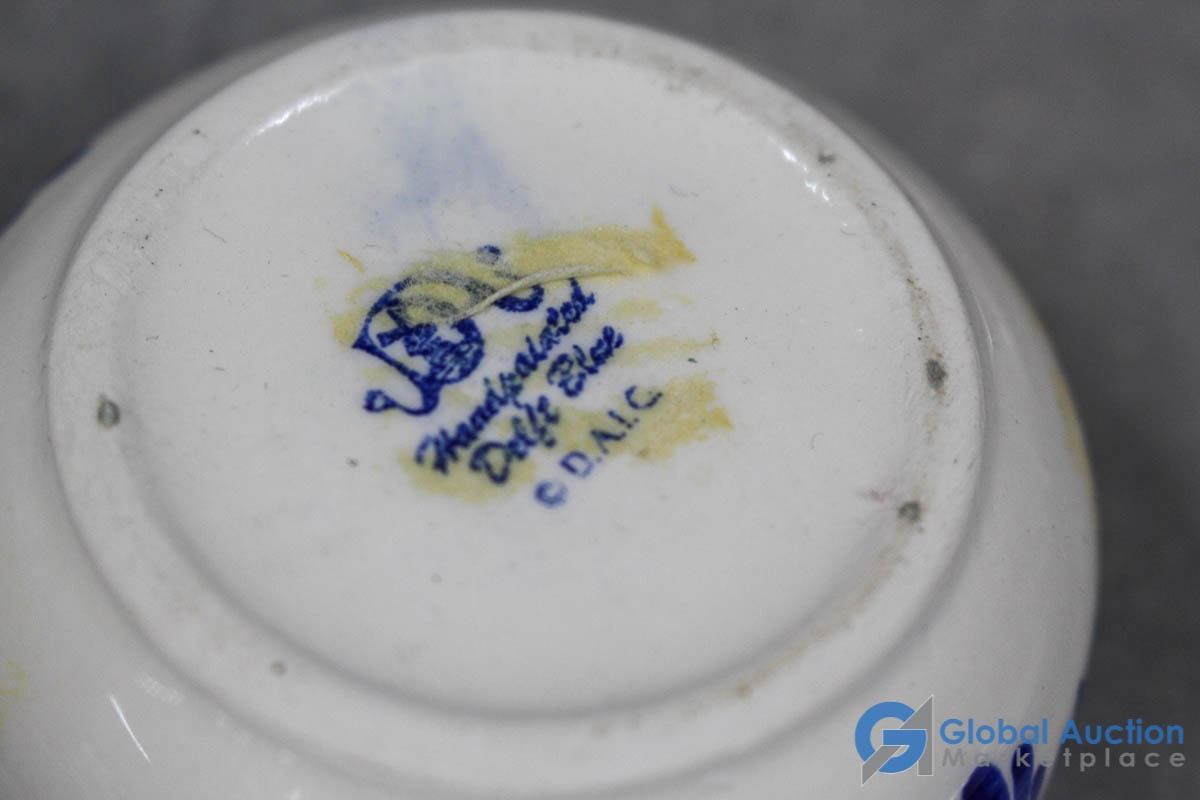 Handpainted
Delft Blue
© D.A.I.C.
Global Auction
Marketplace